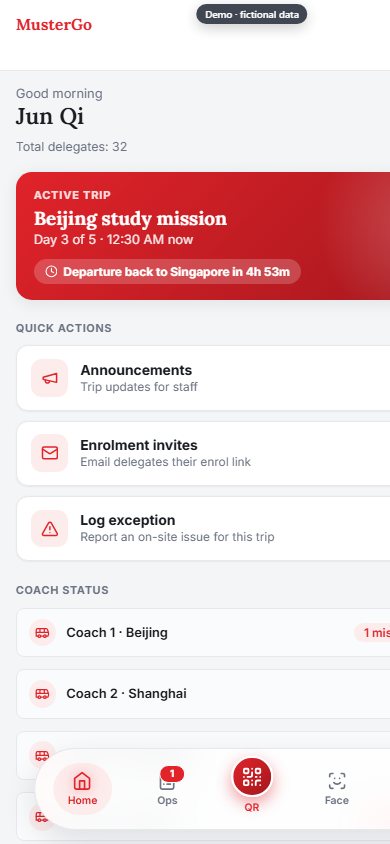 MusterGo
Demo · fictional data
Good morning
Jun Qi
Total delegates: 32
ACTIVE TRIP
Beijing study mission
Day 3 of 5 · 12:30 AM now
Departure back to Singapore in 4h 53m
QUICK ACTIONS
Announcements
Trip updates for staff
Enrolment invites
Email delegates their enrol link
Log exception
Report an on-site issue for this trip
COACH STATUS
Coach 1 · Beijing
1 mis
Coach 2 · Shanghai
1
Home
Ops
QR
Face